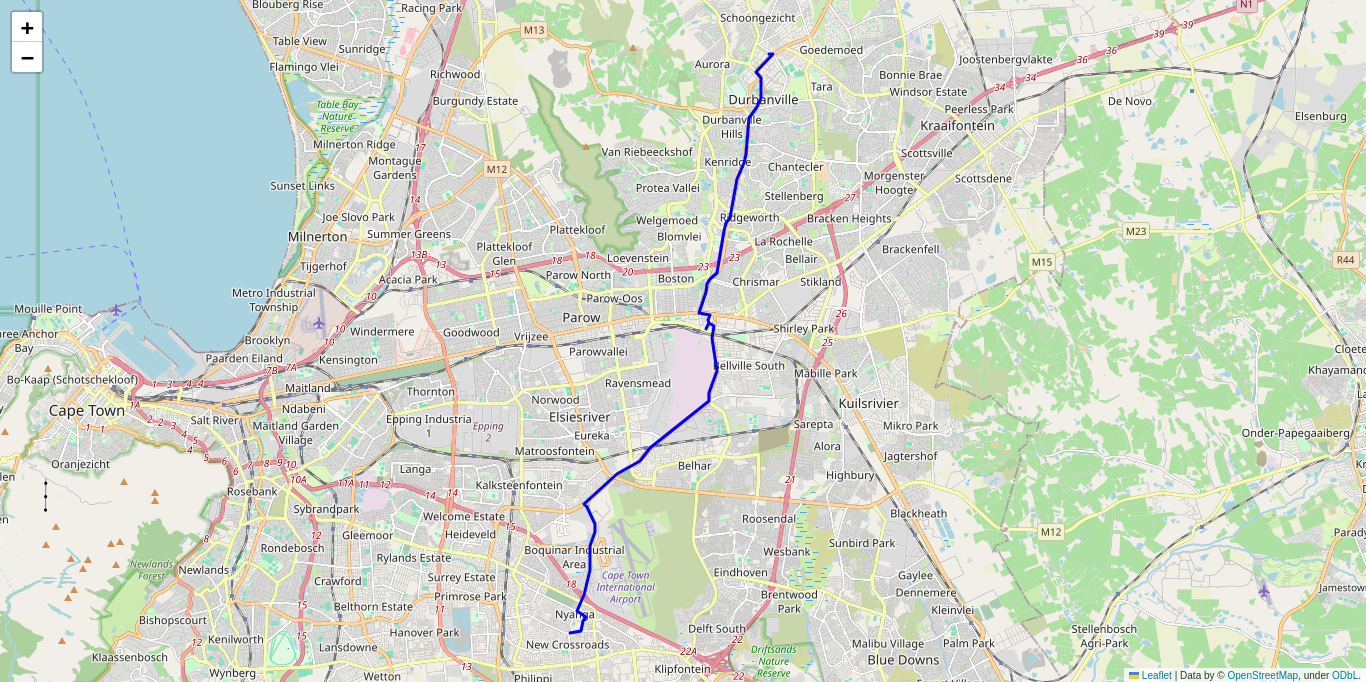 Blouberg Rise
Racing Park
Schoongezicht
N1
+
−
M13
39
39
Table View
Sunridge
Goedemoed
Joostenbergvlakte
36
Flamingo Vlei
Richwood
Aurora
Bonnie Brae
36
34
Tara
Windsor Estate
Table Bay
Nature
Reserve
Burgundy Estate
Durbanville
Peerless Park
De Novo
Durbanville
Hills
Kraaifontein
Elsenburg
Milnerton Ridge
17
Van Riebeeckshof
Scottsville
Montague
Gardens
M12
Kenridge
Chantecler
Morgenster
Hoogte
Scottsdene
Sunset Links
Protea Vallei
14
Stellenberg
27
Joe Slovo Park
Welgemoed
Ridgeworth
Bracken Heights
Milnerton
Summer Greens
Plattekloof
Blomvlei
M23
Plattekloof
Glen
La Rochelle
Brackenfell
13B
13
18
18
Loevenstein
23
23
Bellair
M15
R44
Tijgerhof
Acacia Park
15
Parow North
20
Boston
Chrismar
Stikland
Metro Industrial
Township
10
Parow-Oos
Mouille Point
Parow
26
Three Anchor
Bay
Windermere
Goodwood
Vrijzee
Shirley Park
10
Brooklyn
25
Cloete
Paarden Eiland
Kensington
Parowvallei
Bellville South
Mabille Park
Khayamandi
Bo-Kaap (Schotschekloof)
7B
7A
10
Maitland
Thornton
Ravensmead
Cape Town
1A
1
2
3
4
Ndabeni
Norwood
Kuilsrivier
Salt River
Maitland Garden
Village
Epping Industria
1
Epping
2
Elsiesriver
Sarepta
Mikro Park
Onder-Papegaaiberg
Eureka
Alora
Oranjezicht
Matroosfontein
Jagtershof
Langa
Belhar
Highbury
Rosebank
10A
11A
14
14
Kalksteenfontein
21
Sybrandpark
Welcome Estate
15
Roosendal
Blackheath
Gleemoor
Heideveld
M12
8
Rondebosch
Boquinar Industrial
Area
Wesbank
Sunbird Park
Newlands
Forest
Newlands
Rylands Estate
Cape Town
International
Airport
Crawford
Surrey Estate
18
Eindhoven
Gaylee
Dennemere
Belthorn Estate
Primrose Park
Brentwood
Park
Kleinvlei
Bishopscourt
11
Nyanga
Kenilworth
Hanover Park
Delft South
Stellenbosch
Agri-Park
Lansdowne
New Crossroads
22A
22
Driftsands
Nature
Reserve
Malibu Village
Palm Park
Klaassenbosch
Blue Downs
Wynberg
Wetton
13
Philippi
Klipfontein
Leaflet | Data by © OpenStreetMap, under ODbL.